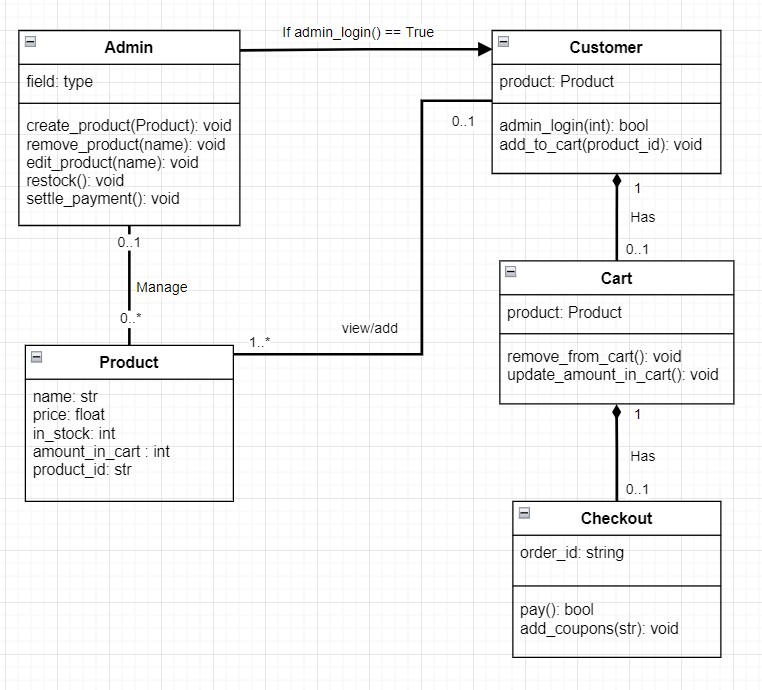 Admin
field: type
create_product(Product): void
remove_product(name): void
edit_product(name): void
restock(): void
settle_payment(): void
If admin_login() == True
Customer
product: Product
admin_login(int): bool
add_to_cart(product_id): void
0..1
1
Has
0..1
0..1
Manage
0..*
view/add
1..*
Cart
product: Product
remove_from_cart(): void
update_amount_in_cart(): void
Product
name: str
price: float
in_stock: int
amount_in_cart : int
product_id: str
1
Has
0..1
Checkout
order_id: string
pay(): bool
add_coupons(str): void